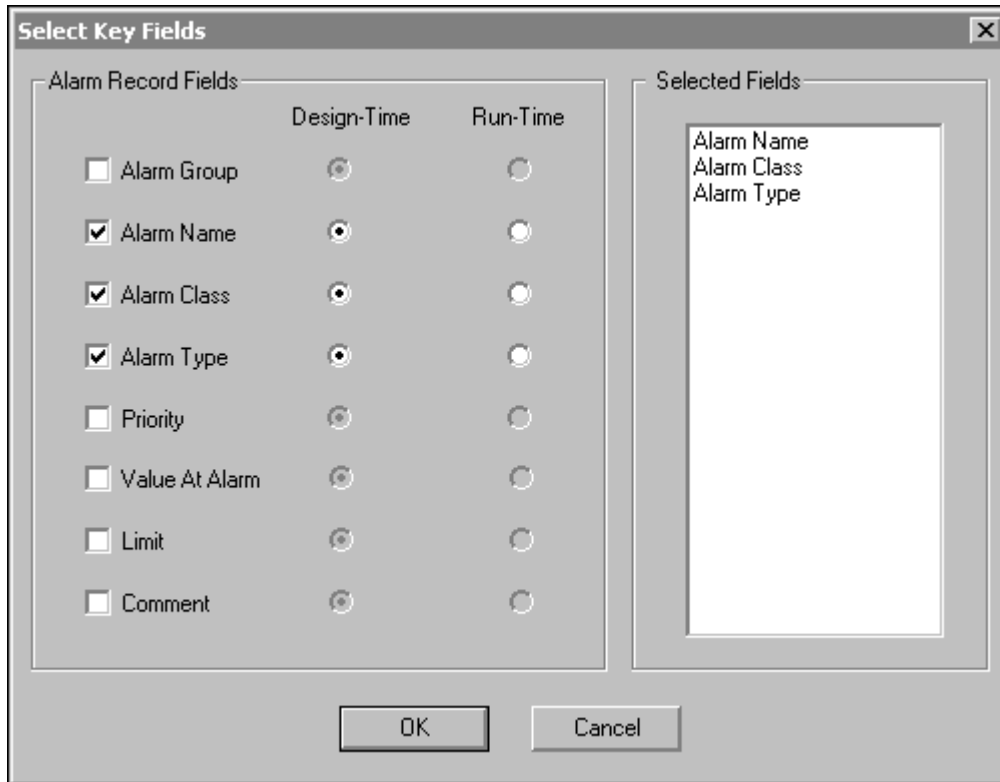 Select Key Fields
Alarm Record Fields
Design-Time Run-Time
Alarm Group
Alarm Name
Alarm Class
Alarm Type
Priority
Value At Alarm
Limit
Comment
Selected Fields
Alarm Name
Alarm Class
Alarm Type
OK Cancel